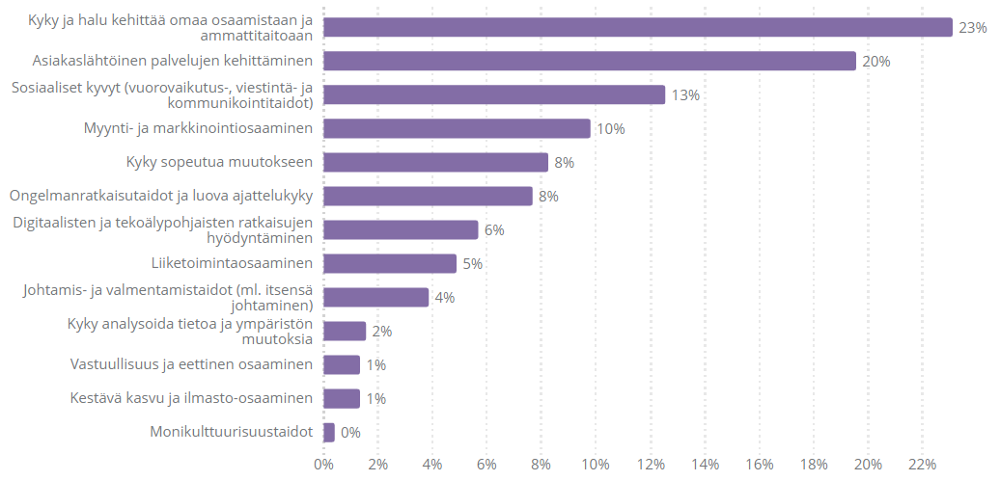 Kyky ja halu kehittää omaa osaamistaan ja
ammattitaitoaan
23%
Asiakaslähtöinen palvelujen kehittäminen
20%
Sosiaaliset kyvyt (vuorovaikutus-, viestintä- ja
kommunikointitaidot)
13%
Myynti- ja markkinointiosaaminen
10%
Kyky sopeutua muutokseen
8%
Ongelmanratkaisutaidot ja luova ajattelukyky
8%
Digitaalisten ja tekoälypohjaisten ratkaisujen
hyödyntäminen
6%
Liiketoimintaosaaminen
5%
Johtamis- ja valmentamistaidot (ml. itsensä
johtaminen)
4%
Kyky analysoida tietoa ja ympäristön
muutoksia
2%
Vastuullisuus ja eettinen osaaminen
1%
Kestävä kasvu ja ilmasto-osaaminen
1%
Monikulttuurisuustaidot
0%
0% 2% 4% 6% 8% 10% 12% 14% 16% 18% 20% 22%